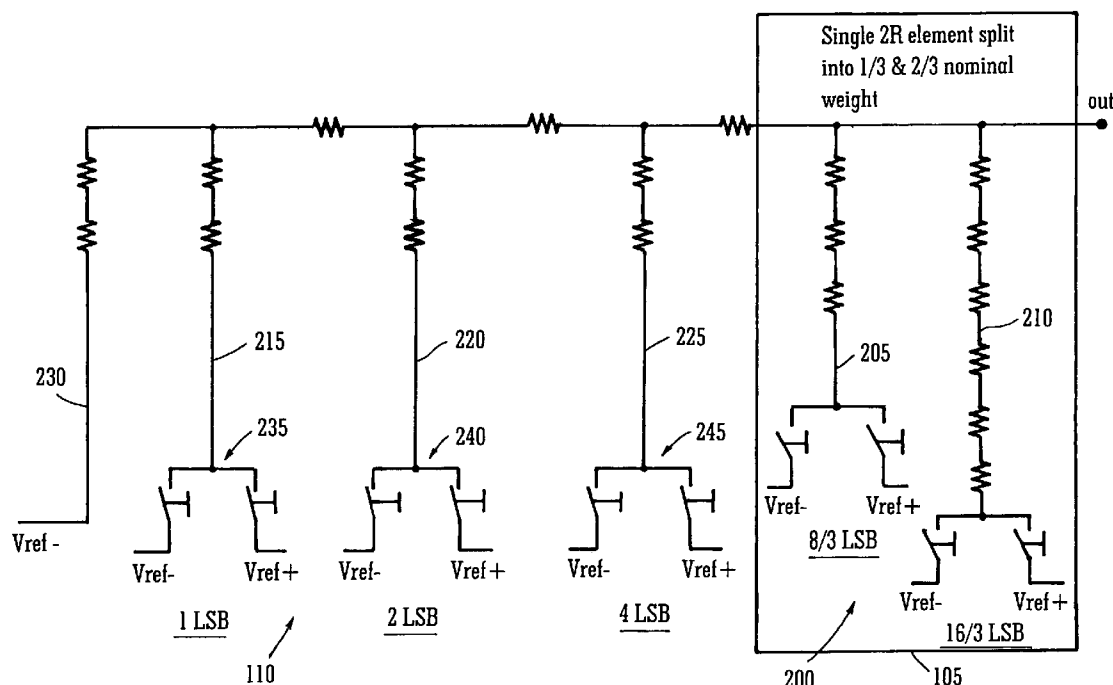 Single 2R element split
into 1/3 & 2/3 nominal
weight
out
230
215
220
225
205
210
235
240
245
Vref -
Vref-
Vref+
Vref-
Vref+
Vref-
Vref+
Vref-
Vref+
Vref-
Vref+
8/3 LSB
1 LSB
2 LSB
4 LSB
16/3 LSB
110
200
105